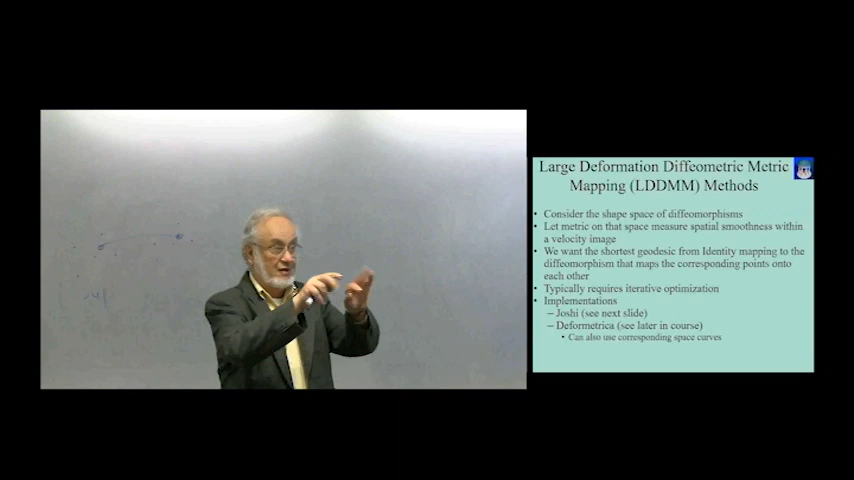 Large Deformation Diffeometric Metric
Mapping (LDDMM) Methods
• Consider the shape space of diffeomorphisms
• Let metric on that space measure spatial smoothness within
a velocity image
• We want the shortest geodesic from Identity mapping to the
diffeomorphism that maps the corresponding points onto
each other
• Typically requires iterative optimization
• Implementations
– Joshi (see next slide)
– Deformetrica (see later in course)
• Can also use corresponding space curves